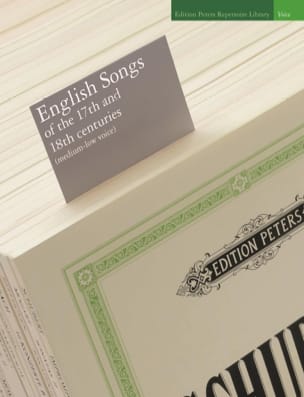 Edition Peters Repertoire Library
Voice
English Songs
of the 17th and
18th centuries
(medium-low voice)
EDITION PETERS